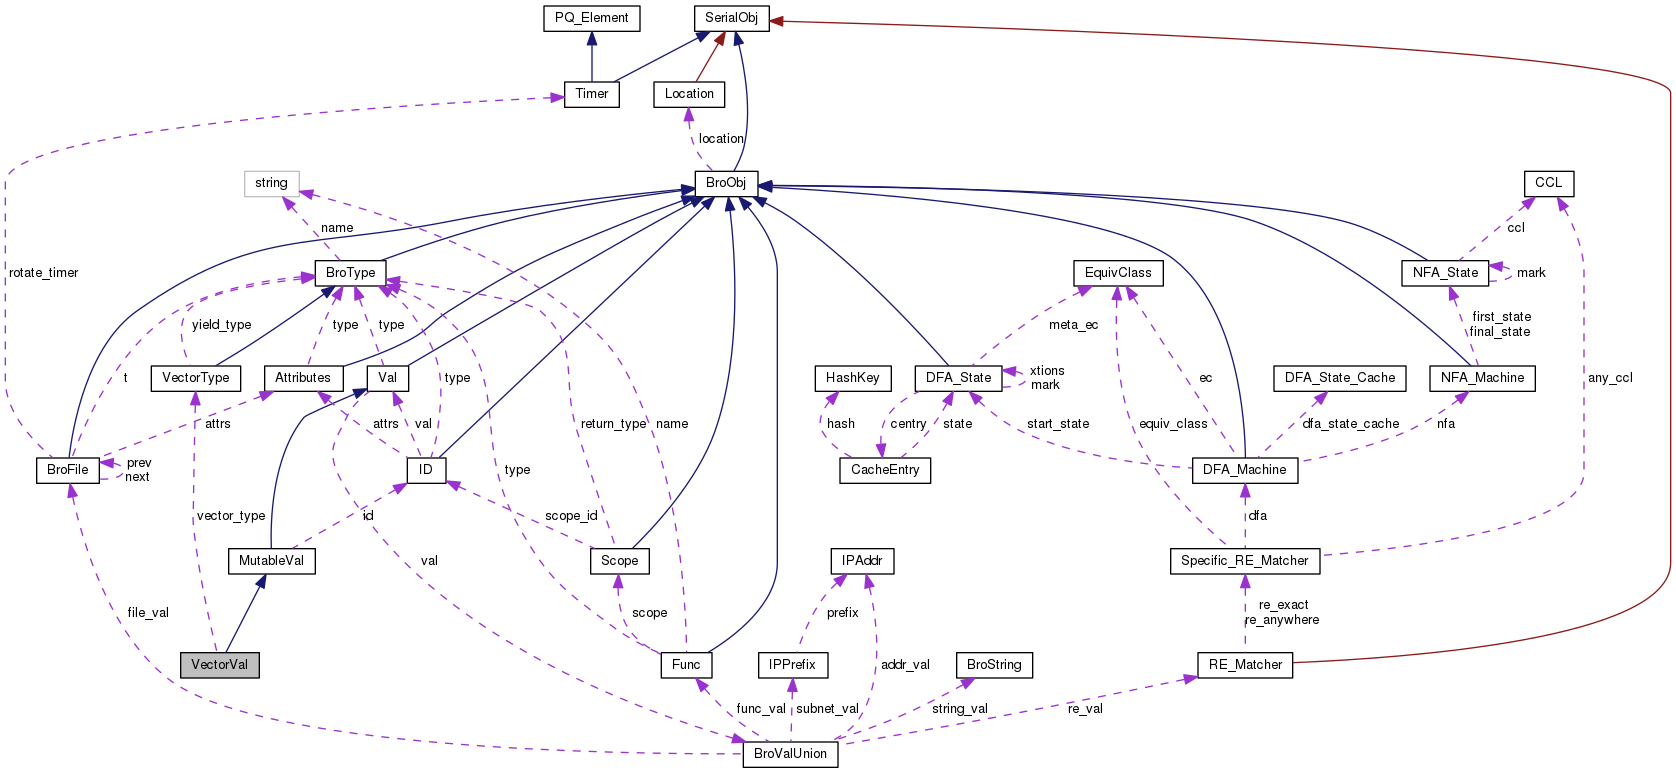 PQ_Element
SerialObj
Timer
Location
location
string
BroObj
CCL
name
ccl
rotate_timer
BroType
EquivClass
NFA_State
mark
yield_type
type
type
meta_ec
first_state
final_state
t
VectorType
Attributes
Val
type
HashKey
DFA_State
xtions
mark
ec
DFA_State_Cache
NFA_Machine
any_ccl
attrs
attrs
val
return_type
name
hash
centry
state
start_state
equiv_class
dfa_state_cache
nfa
BroFile
prev
next
ID
type
CacheEntry
DFA_Machine
vector_type
id
scope_id
dfa
MutableVal
val
Scope
IPAddr
Specific_RE_Matcher
file_val
scope
prefix
re_exact
re_anywhere
VectorVal
Func
IPPrefix
addr_val
BroString
RE_Matcher
func_val
subnet_val
string_val
re_val
BroValUnion